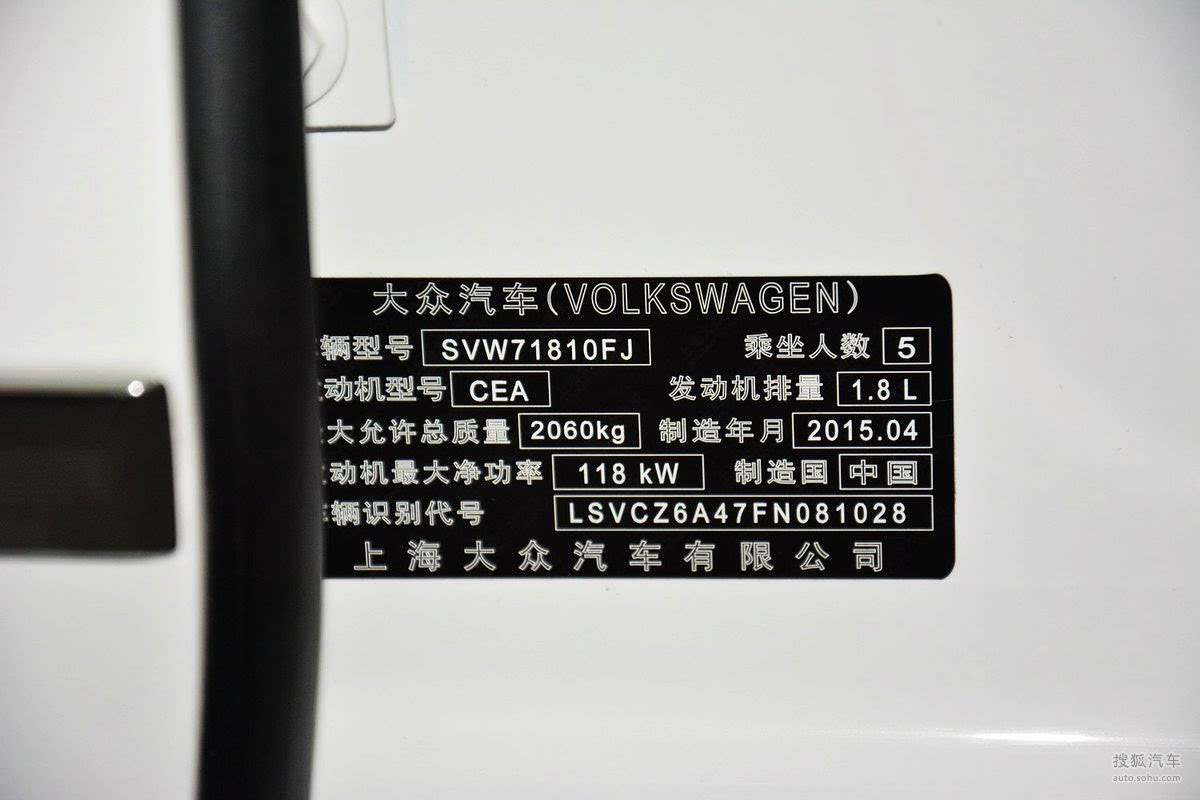 大众汽车(VOLKSWAGEN)
辆型号 SVW71810FJ 乘坐人数 5
动机型号 CEA 发动机排量 1.8 L
大允许总质量 2060kg 制造年月 2015.04
动机最大净功率 118 kW 制造国 中国
辆识别代号 LSVCZ6A47FN081028
上海大众汽车有限公司
搜狐汽车
auto.sohu.com